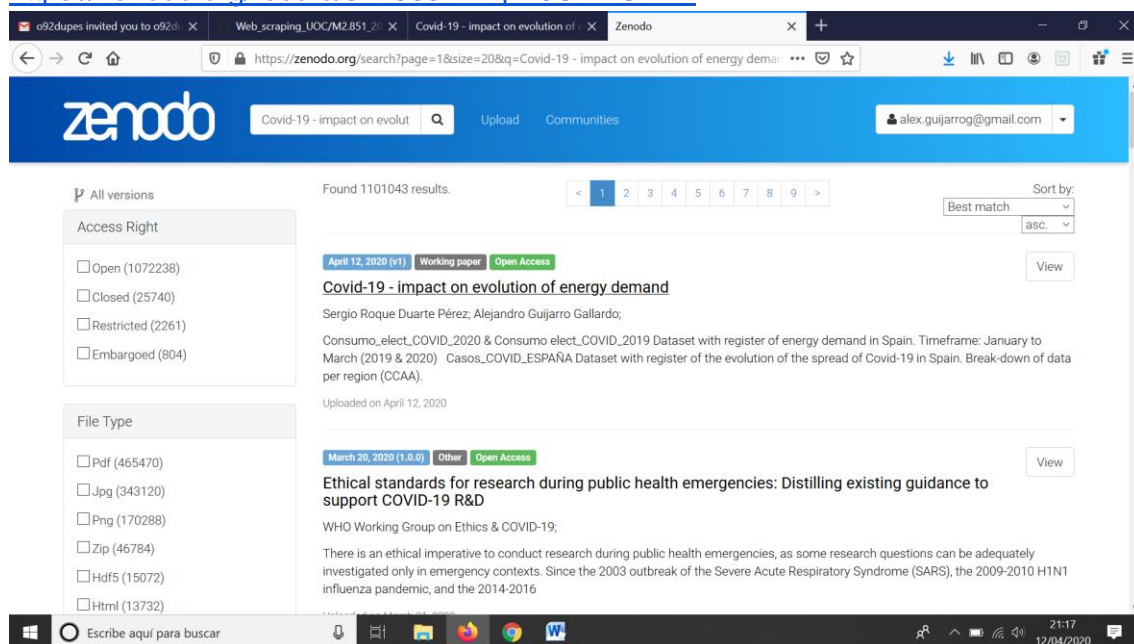 o92dupes invited you to o92d
Web_scraping_UOC/M2.851_20
Covid-19 - impact on evolution of e
Zenodo
https://zenodo.org/search?page=1&size=20&q=Covid-19 - impact on evolution of energy demar
zenodo
Covid-19 - impact on evolut
Upload
Communities
alex.guijarrog@gmail.com
All versions
Found 1101043 results.
< 1 2 3 4 5 6 7 8 9 >
Sort by:
Best match
asc.
Access Right
Open (1072238)
Closed (25740)
Restricted (2261)
Embargoed (804)
File Type
Pdf (465470)
Jpg (343120)
Png (170288)
Zip (46784)
Hdf5 (15072)
Html (13732)
April 12, 2020 (v1) Working paper Open Access
View
Covid-19 - impact on evolution of energy demand
Sergio Roque Duarte Pérez; Alejandro Guijarro Gallardo;
Consumo_elect_COVID_2020 & Consumo elect_COVID_2019 Dataset with register of energy demand in Spain. Timeframe: January to
March (2019 & 2020) Casos_COVID_ESPAÑA Dataset with register of the evolution of the spread of Covid-19 in Spain. Break-down of data
per region (CCAA).
Uploaded on April 12, 2020
March 20, 2020 (1.0.0) Other Open Access
View
Ethical standards for research during public health emergencies: Distilling existing guidance to
support COVID-19 R&D
WHO Working Group on Ethics & COVID-19;
There is an ethical imperative to conduct research during public health emergencies, as some research questions can be adequately
investigated only in emergency contexts. Since the 2003 outbreak of the Severe Acute Respiratory Syndrome (SARS), the 2009-2010 H1N1
influenza pandemic, and the 2014-2016
Escribe aquí para buscar
21:17
12/04/2020